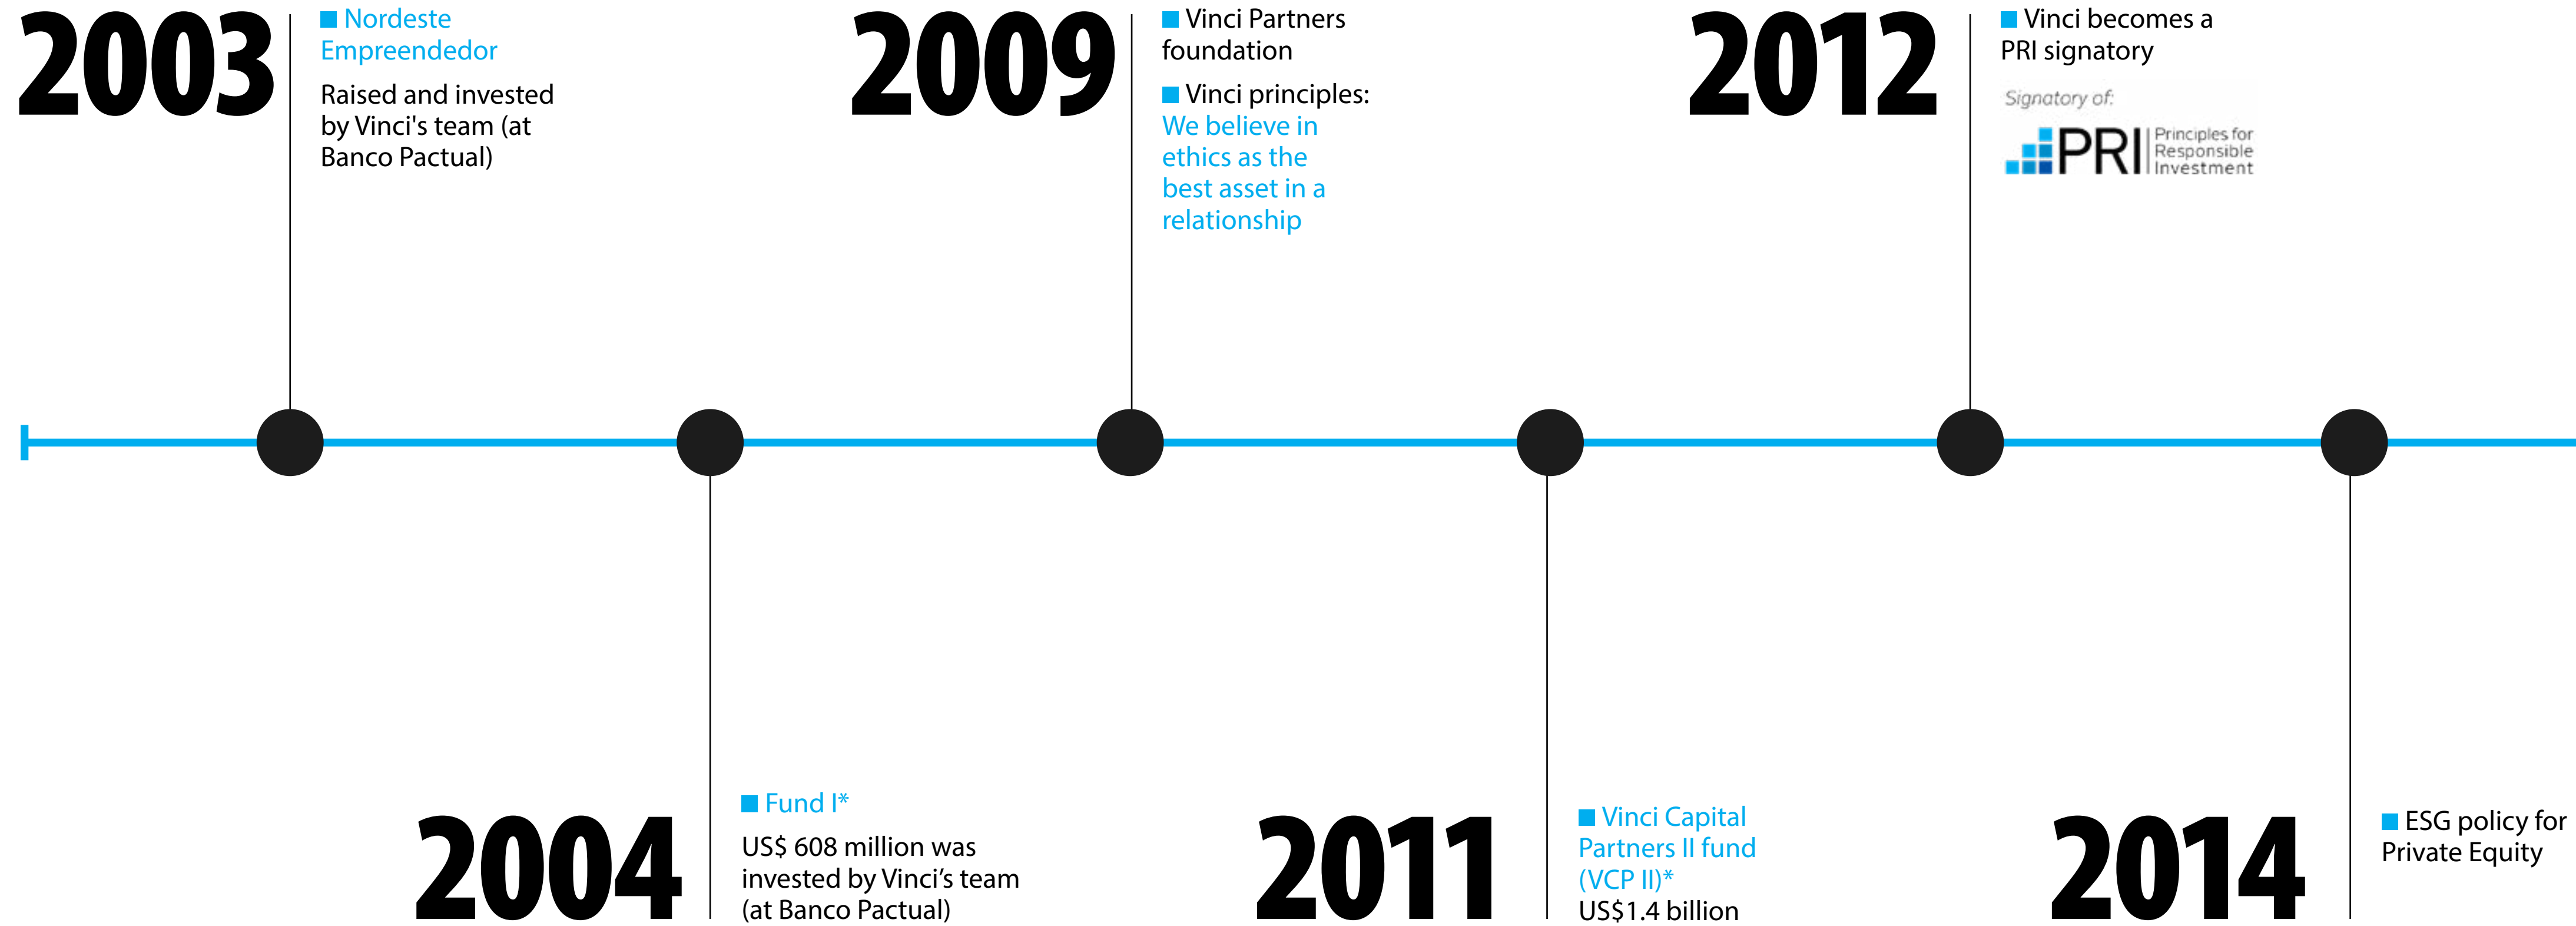 2003
■ Nordeste
Empreendedor
Raised and invested
by Vinci's team (at
Banco Pactual)
2009
■ Vinci Partners
foundation
■ Vinci principles:
We believe in
ethics as the
best asset in a
relationship
2012
■ Vinci becomes a
PRI signatory
Signatory of:
PRI
Principles for
Responsible
Investment
2004
■ Fund I*
US$ 608 million was
invested by Vinci’s team
(at Banco Pactual)
2011
■ Vinci Capital
Partners II fund
(VCP II)*
US$1.4 billion
2014
■ ESG policy for
Private Equity